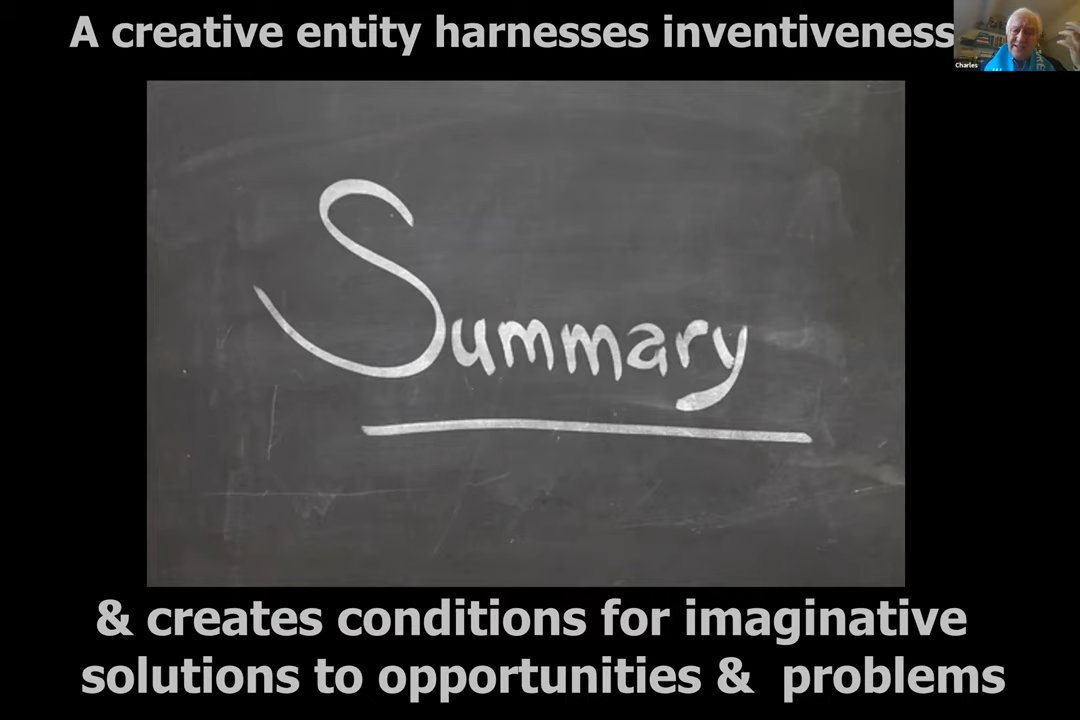 A creative entity harnesses inventiveness
Charles
Summary
& creates conditions for imaginative
solutions to opportunities & problems